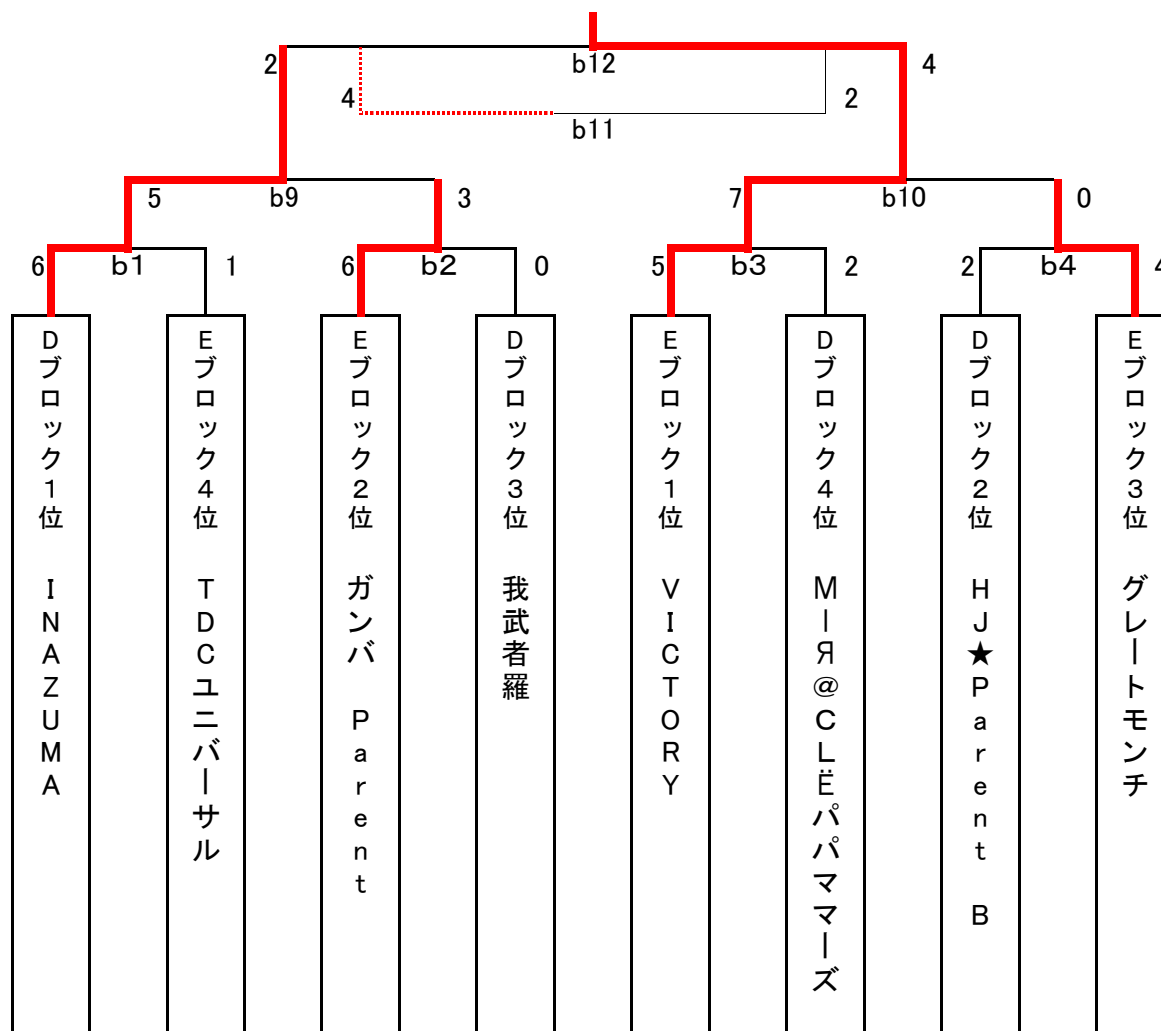 2 b12 4
4 b11 2
5 b9 3 7 b10 0
6 b1 1 6 b2 0 5 b3 2 2 b4 4
Dブロック1位 INAZUMA
Eブロック4位 TDCユニバーサル
Eブロック2位 ガンバ Parent
Dブロック3位 我武者羅
Eブロック1位 VICTORY
Dブロック4位 MIЯ@CLЁパパママーズ
Dブロック2位 HJ★Parent B
Eブロック3位 グレートモンチ